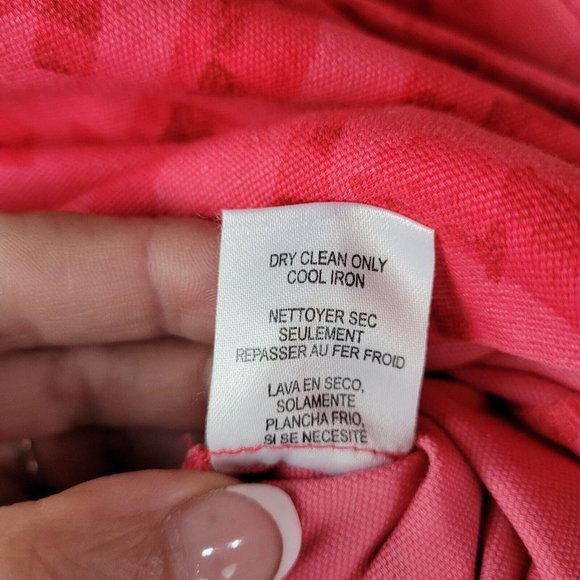 DRY CLEAN ONLY
COOL IRON
NETTOYER SEC
SEULEMENT
REPASSER AU FER FROID
LAVA EN SECO,
SOLAMENTE
PLANCHA FRIO,
SI SE NECESITE